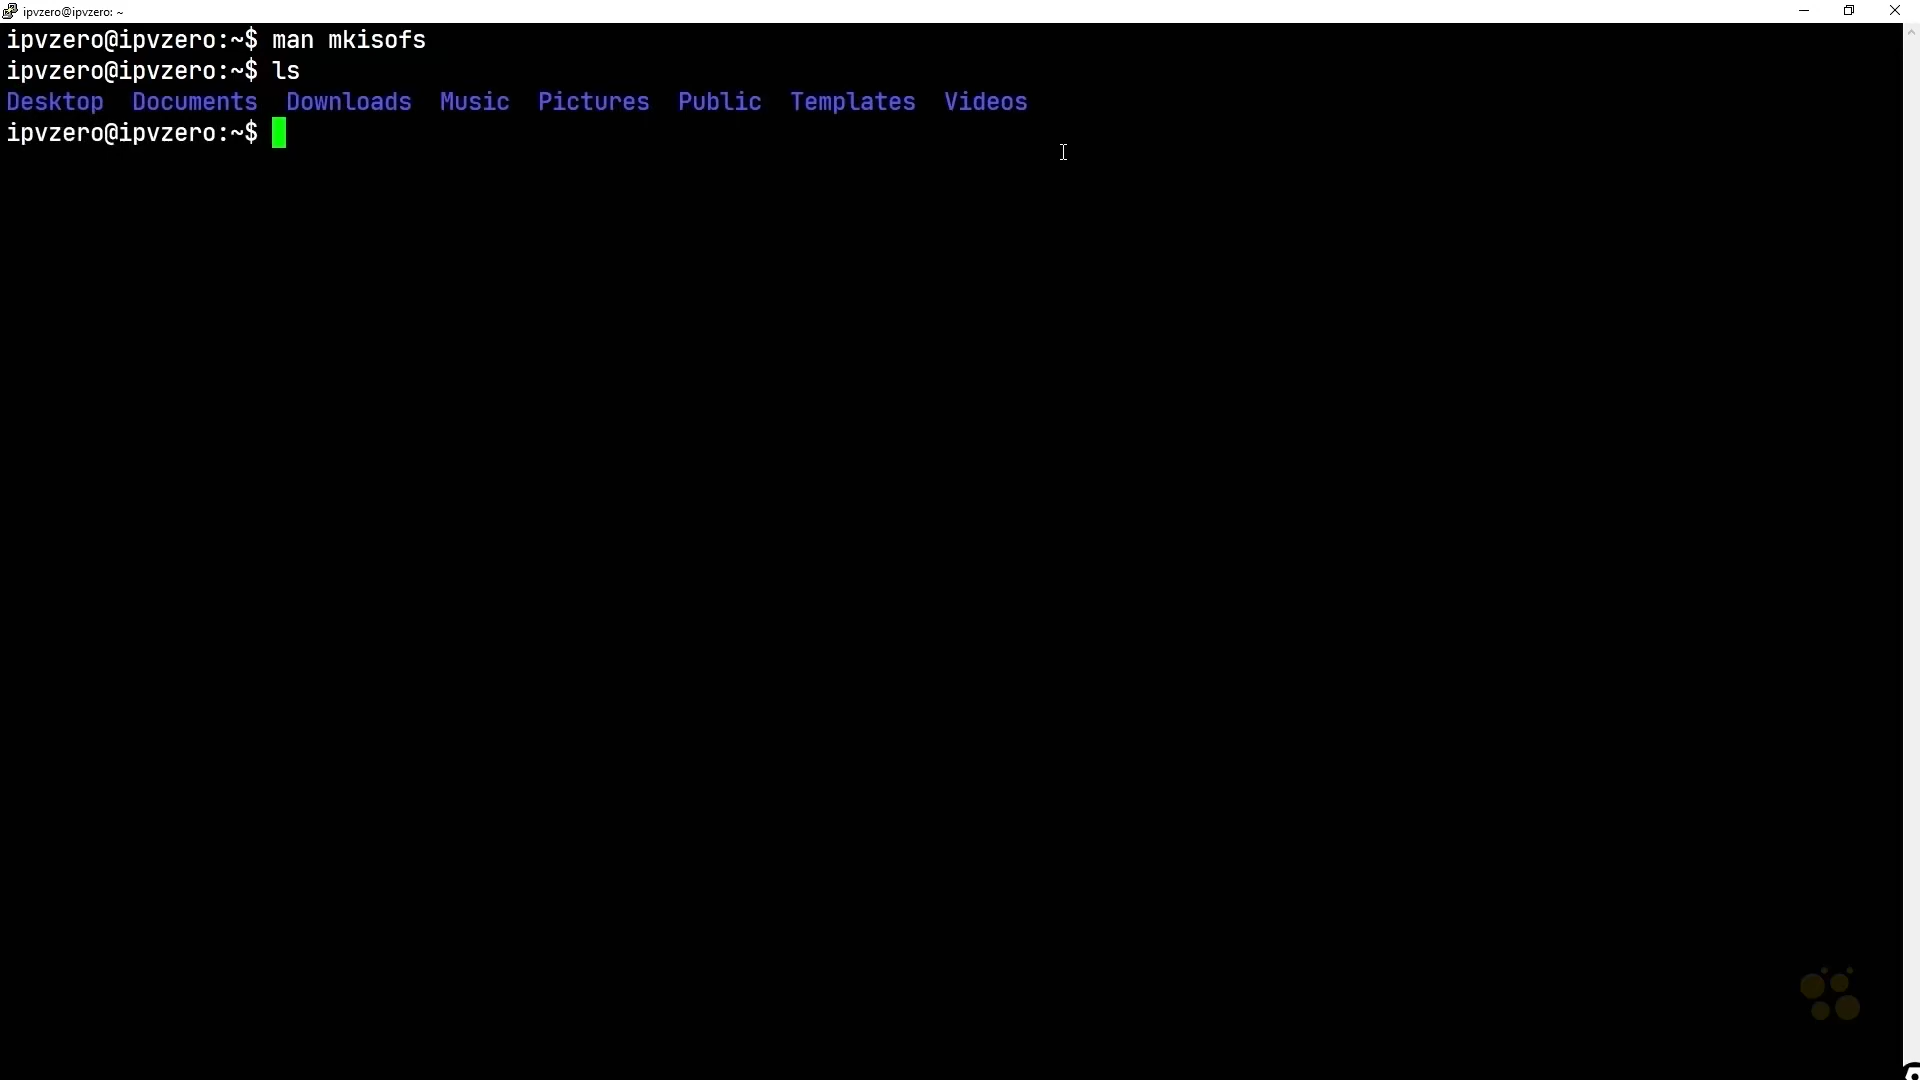 ipvzero@ipvzero: ~
ipvzero@ipvzero:~$ man mkisofs
ipvzero@ipvzero:~$ ls
Desktop  Documents  Downloads  Music  Pictures  Public  Templates  Videos
ipvzero@ipvzero:~$